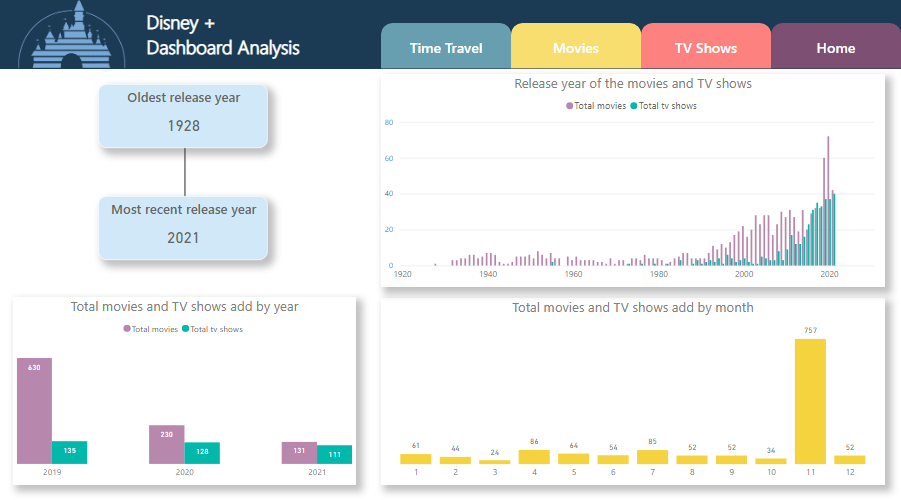 Disney +
Dashboard Analysis
Time Travel
Movies
TV Shows
Home
Oldest release year
1928
Most recent release year
2021
Release year of the movies and TV shows
Total movies Total tv shows
80
60
40
20
0
1920 1940 1960 1980 2000 2020
Total movies and TV shows add by year
Total movies Total tv shows
630 135 230 128 131 111
2019 2020 2021
Total movies and TV shows add by month
61 44 24 86 64 54 85 52 52 34 757 52
1 2 3 4 5 6 7 8 9 10 11 12